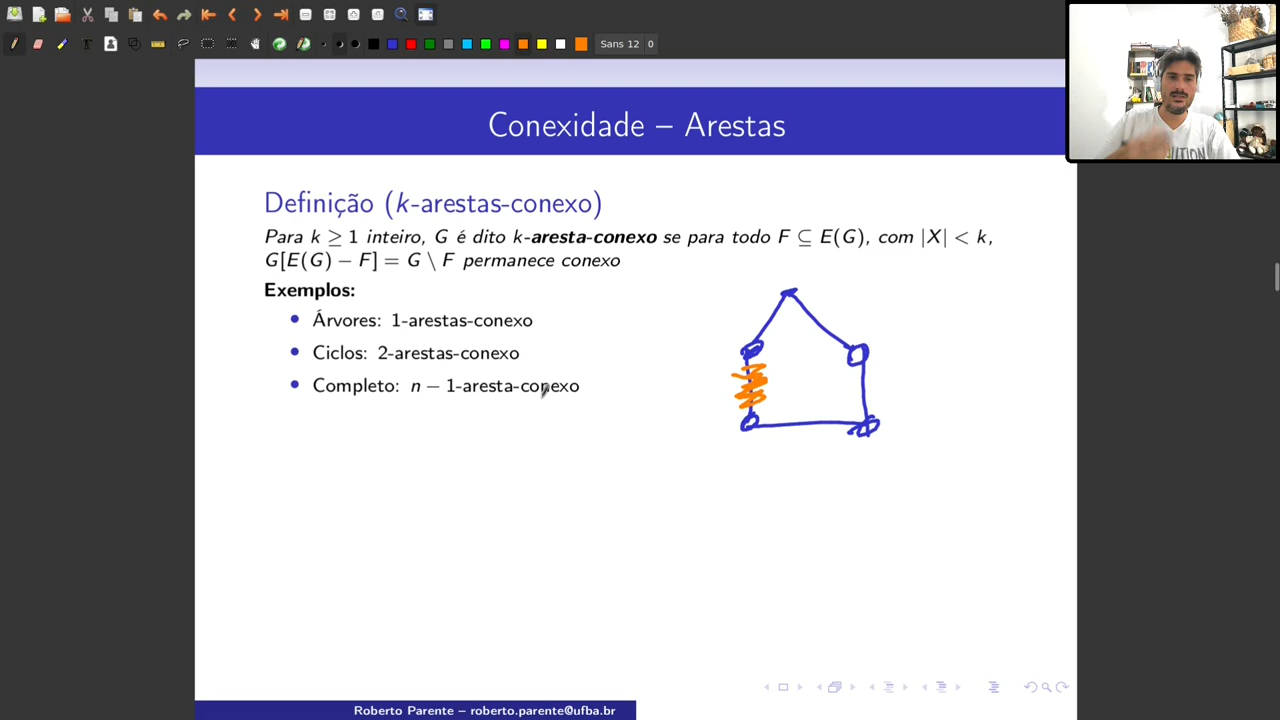 Sans 12 0
Conexidade – Arestas
Definição (k-arestas-conexo)
Para k ≥ 1 inteiro, G é dito k-aresta-conexo se para todo F ⊆ E(G), com |X| < k,
G[E(G) − F] = G \ F permanece conexo
Exemplos:
• Árvores: 1-arestas-conexo
• Ciclos: 2-arestas-conexo
• Completo: n − 1-aresta-conexo
Roberto Parente – roberto.parente@ufba.br